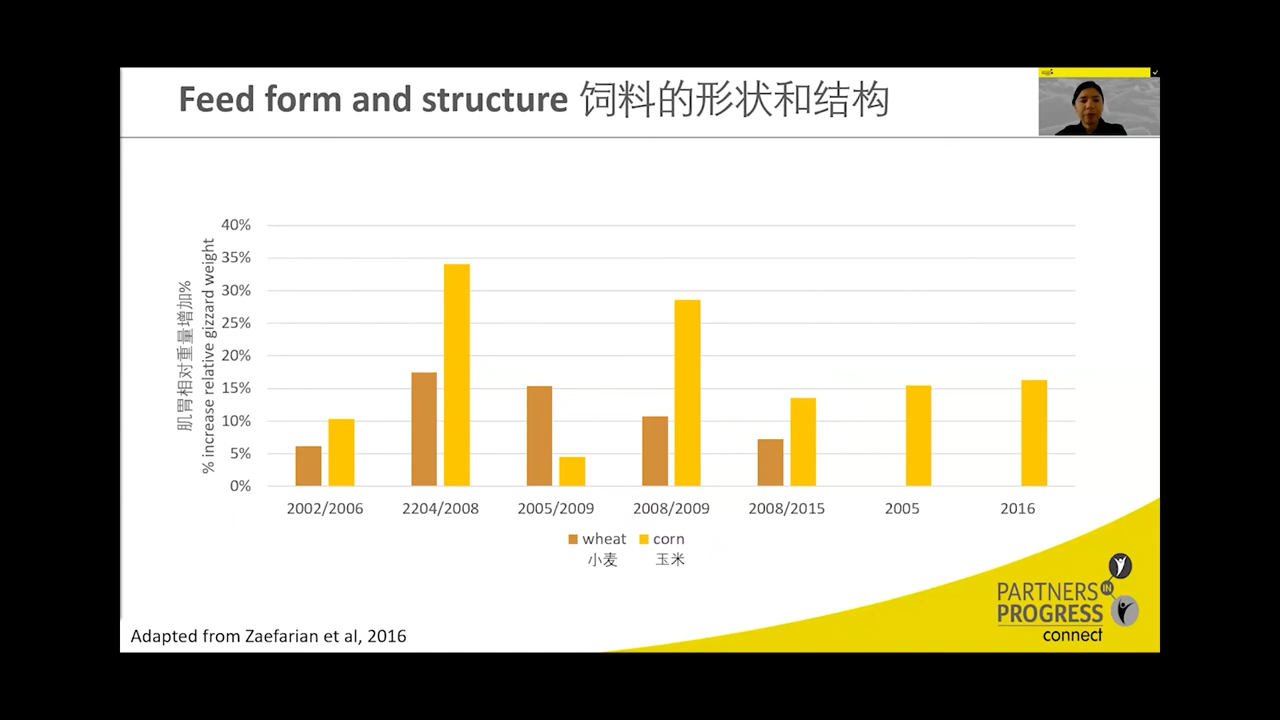 Feed form and structure 饲料的形状和结构
肌胃相对重量增加%
% increase relative gizzard weight
40%
35%
30%
25%
20%
15%
10%
5%
0%
2002/2006 2204/2008 2005/2009 2008/2009 2008/2015 2005 2016
wheat corn
小麦 玉米
PARTNERS IN
PROGRESS
connect
Adapted from Zaefarian et al, 2016